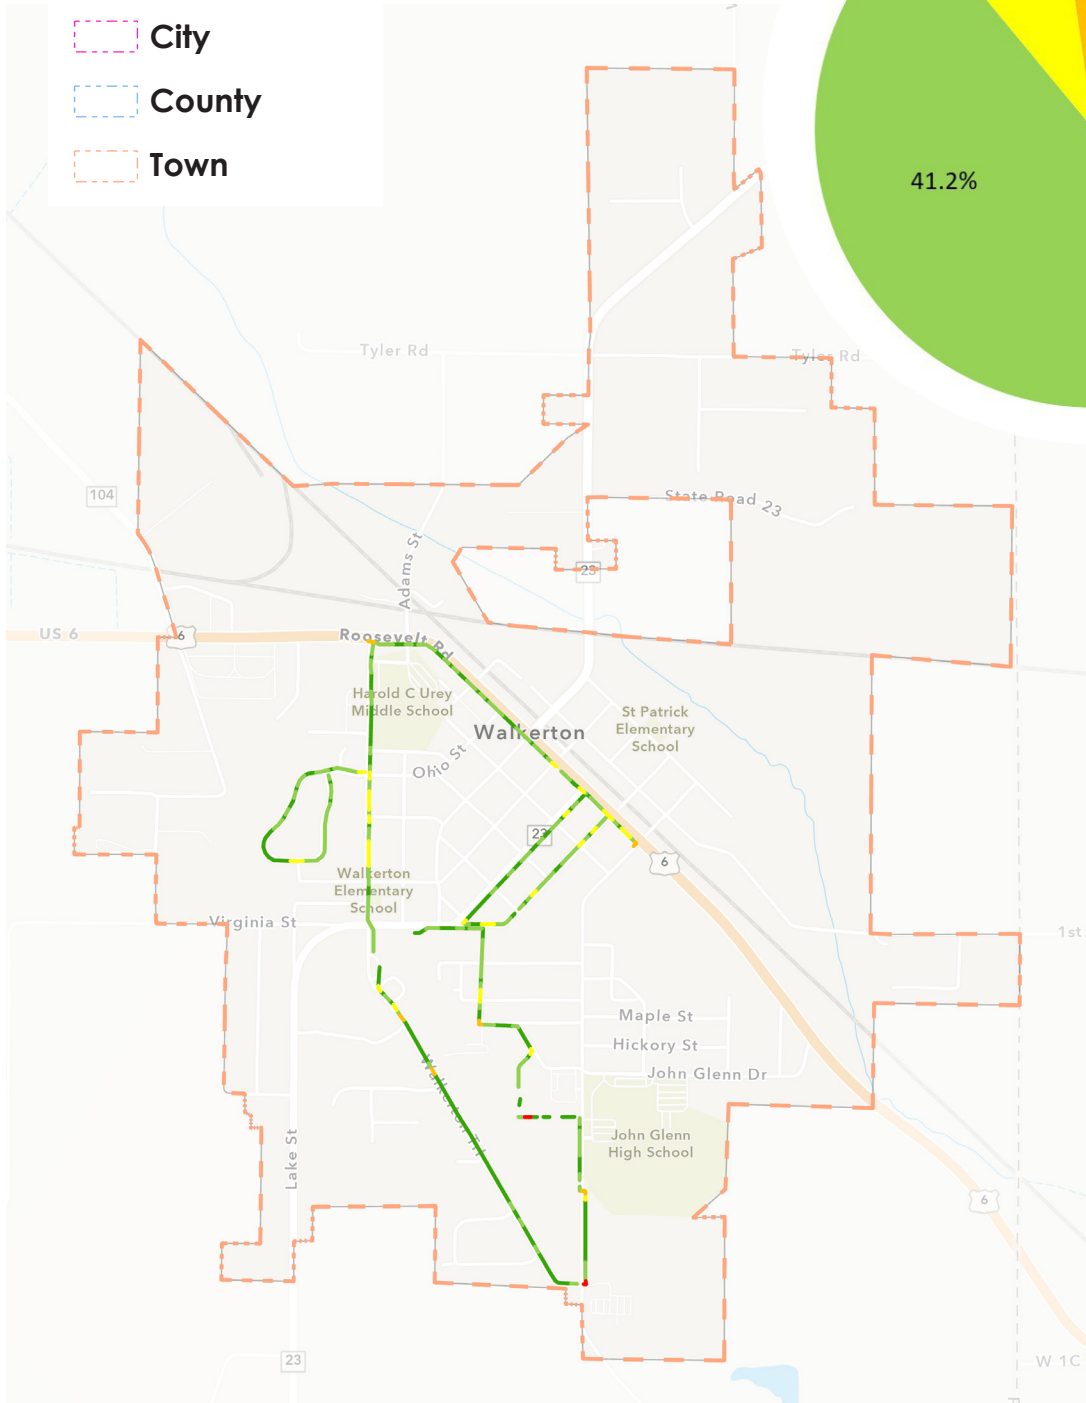 City
County
Town
41.2%
Tyler Rd
Tyler Rd
104
State Road 23
Adams St
23
US 6
6
Roosevelt Rd
Harold C Urey
Middle School
St Patrick
Elementary
School
Walkerton
Ohio St
23
6
Walkerton
Elementary
School
Virginia St
1st
Maple St
Hickory St
John Glenn Dr
Walkerton Trl
John Glenn
High School
Lake St
6
23
W 1C